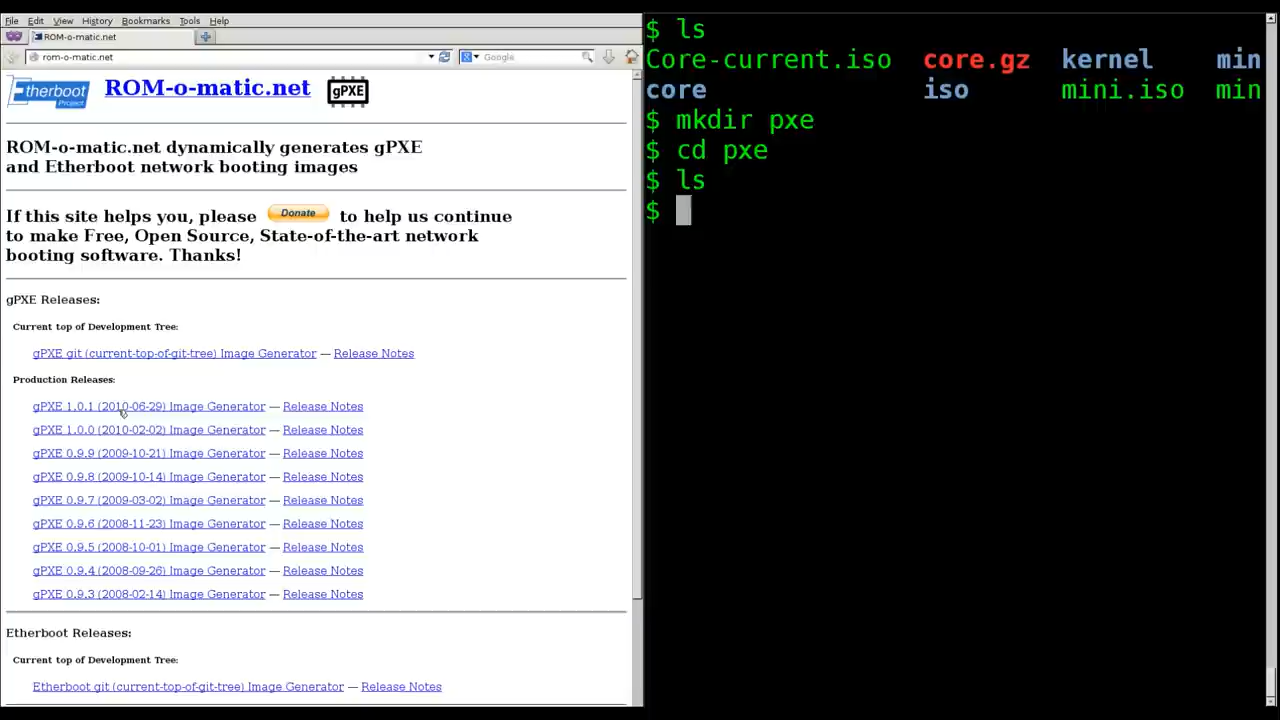 File Edit View History Bookmarks Tools Help
ROM-o-matic.net
rom-o-matic.net
Google
Etherboot
Project
ROM-o-matic.net
gPXE
ROM-o-matic.net dynamically generates gPXE
and Etherboot network booting images
If this site helps you, please Donate to help us continue
to make Free, Open Source, State-of-the-art network
booting software. Thanks!
gPXE Releases:
Current top of Development Tree:
gPXE git (current-top-of-git-tree) Image Generator — Release Notes
Production Releases:
gPXE 1.0.1 (2010-06-29) Image Generator — Release Notes
gPXE 1.0.0 (2010-02-02) Image Generator — Release Notes
gPXE 0.9.9 (2009-10-21) Image Generator — Release Notes
gPXE 0.9.8 (2009-10-14) Image Generator — Release Notes
gPXE 0.9.7 (2009-03-02) Image Generator — Release Notes
gPXE 0.9.6 (2008-11-23) Image Generator — Release Notes
gPXE 0.9.5 (2008-10-01) Image Generator — Release Notes
gPXE 0.9.4 (2008-09-26) Image Generator — Release Notes
gPXE 0.9.3 (2008-02-14) Image Generator — Release Notes
Etherboot Releases:
Current top of Development Tree:
Etherboot git (current-top-of-git-tree) Image Generator — Release Notes
$ ls
Core-current.iso core.gz kernel min
core iso mini.iso min
$ mkdir pxe
$ cd pxe
$ ls
$